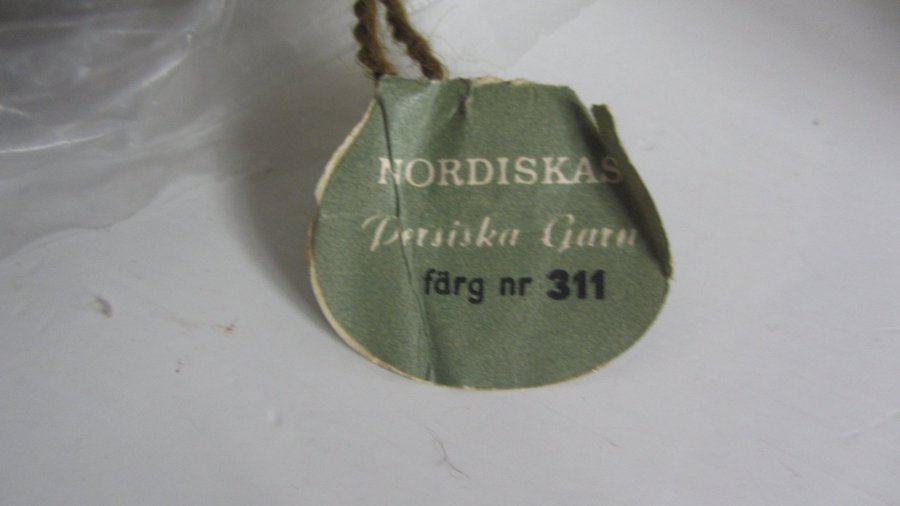 NORDISKAS
Persiska Garn
färg nr 311